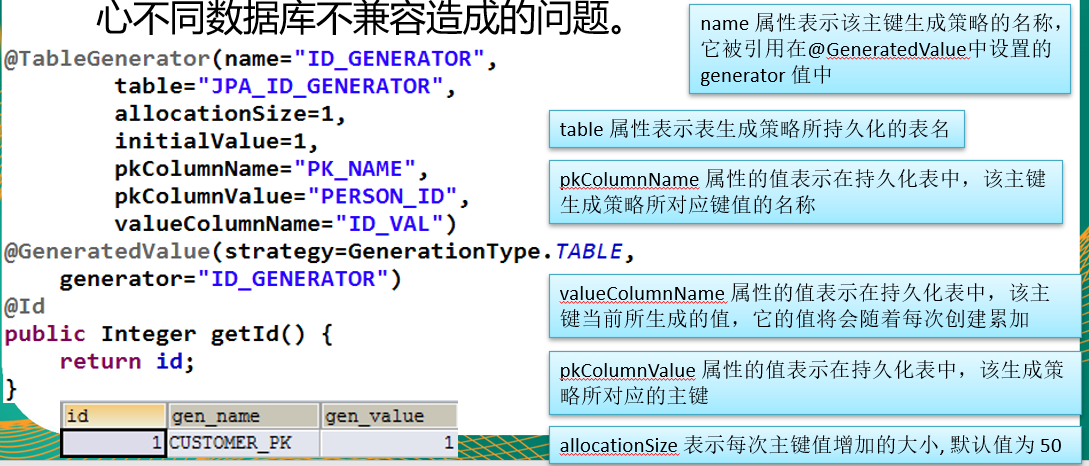 心不同数据库不兼容造成的问题。
@TableGenerator(name="ID_GENERATOR",
table="JPA_ID_GENERATOR",
allocationSize=1,
initialValue=1,
pkColumnName="PK_NAME",
pkColumnValue="PERSON_ID",
valueColumnName="ID_VAL")
@GeneratedValue(strategy=GenerationType.TABLE,
generator="ID_GENERATOR")
@Id
public Integer getId() {
return id;
}
id gen_name gen_value
1 CUSTOMER_PK 1
name 属性表示该主键生成策略的名称,
它被引用在@GeneratedValue中设置的
generator 值中
table 属性表示表生成策略所持久化的表名
pkColumnName 属性的值表示在持久化表中，该主键
生成策略所对应键值的名称
valueColumnName 属性的值表示在持久化表中，该主
键当前所生成的值，它的值将会随着每次创建累加
pkColumnValue 属性的值表示在持久化表中，该生成策
略所对应的主键
allocationSize 表示每次主键值增加的大小, 默认值为 50